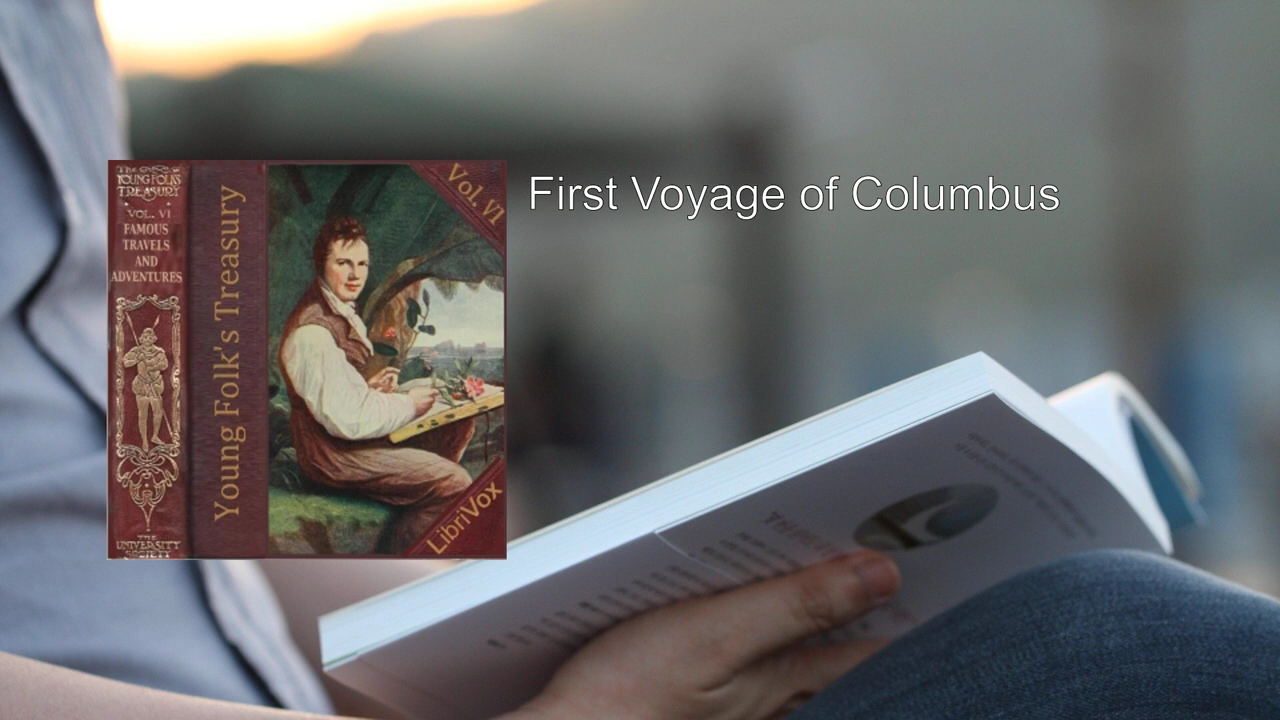 THE
YOUNG FOLKS
TREASURY
VOL. VI
FAMOUS
TRAVELS
AND
ADVENTURES
THE
UNIVERSITY
SOCIETY
Young Folk's Treasury
Vol. VI
LibriVox
First Voyage of Columbus